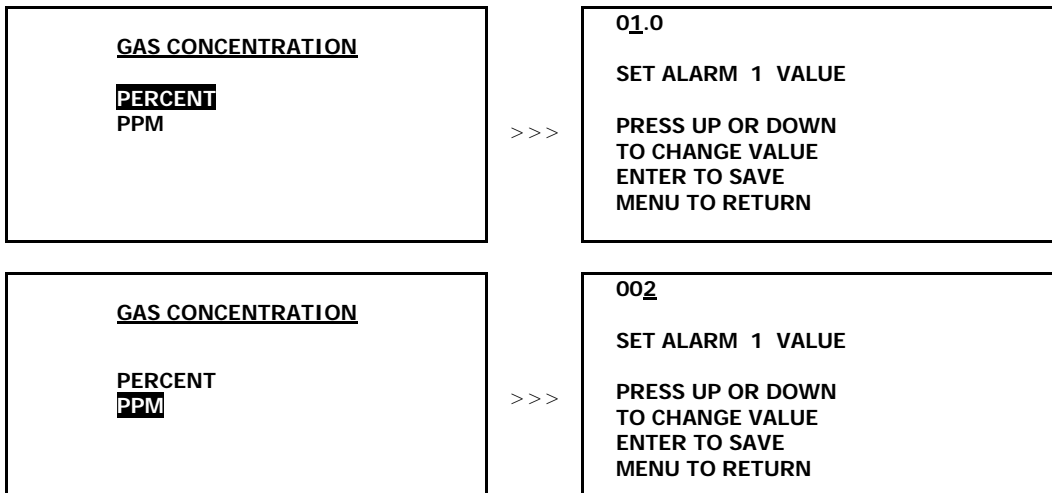 GAS CONCENTRATION
PERCENT
PPM
>>>
01.0
SET ALARM 1 VALUE
PRESS UP OR DOWN
TO CHANGE VALUE
ENTER TO SAVE
MENU TO RETURN
GAS CONCENTRATION
PERCENT
PPM
>>>
002
SET ALARM 1 VALUE
PRESS UP OR DOWN
TO CHANGE VALUE
ENTER TO SAVE
MENU TO RETURN